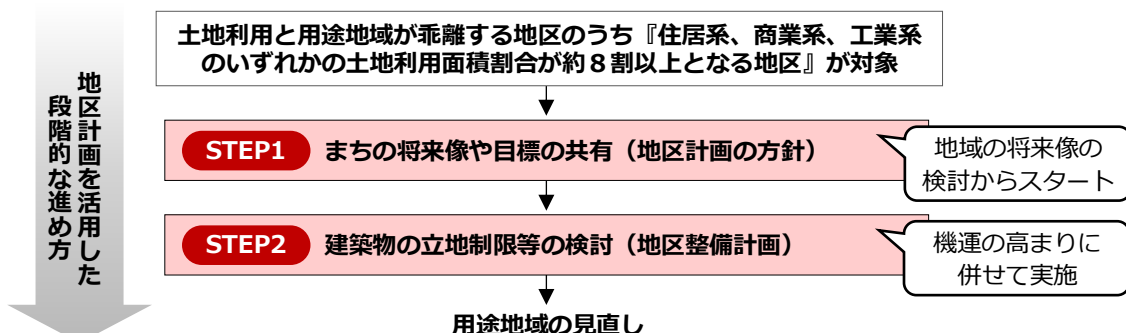 地区計画を活用した
段階的な進め方
土地利用と用途地域が乖離する地区のうち『住居系、商業系、工業系
のいずれかの土地利用面積割合が約８割以上となる地区』が対象
STEP1 まちの将来像や目標の共有（地区計画の方針）
地域の将来像の
検討からスタート
STEP2 建築物の立地制限等の検討（地区整備計画）
機運の高まりに
併せて実施
用途地域の見直し